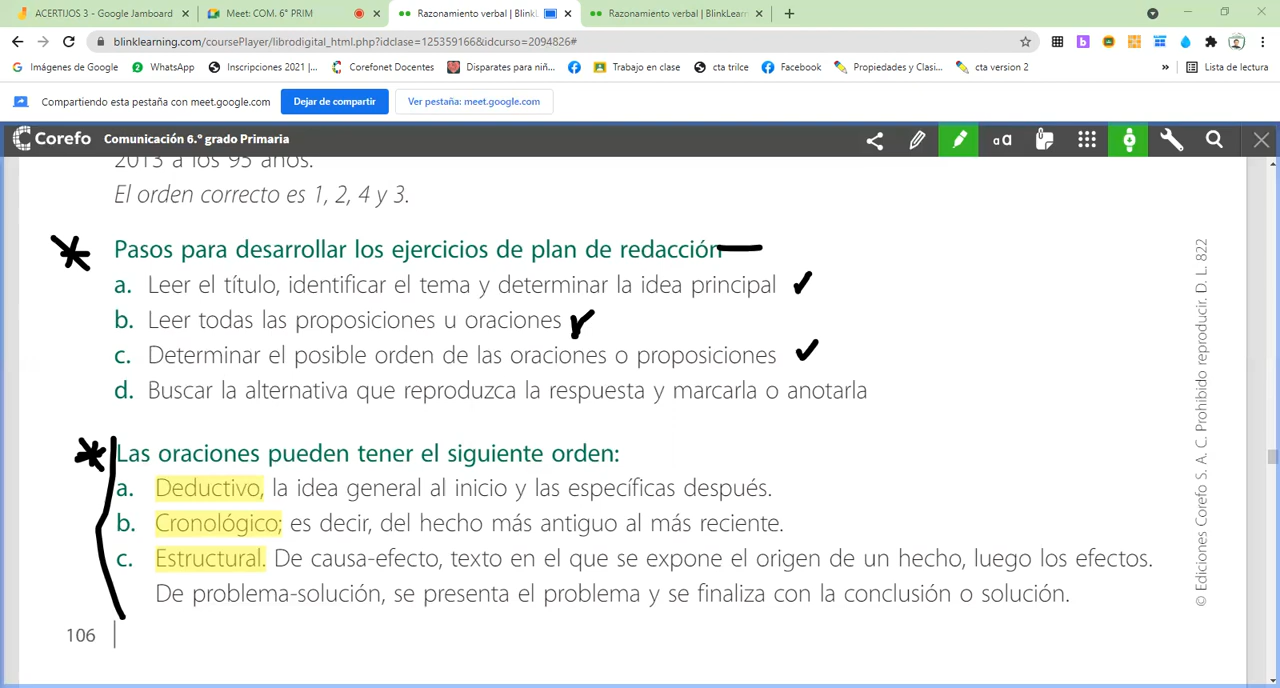 ACERTIJOS 3 - Google Jamboard
Meet: COM. 6° PRIM
Razonamiento verbal | BlinkL
Razonamiento verbal | BlinkLearn
blinklearning.com/coursePlayer/librodigital_html.php?idclase=125359166&idcurso=2094826#
Imágenes de Google WhatsApp Inscripciones 2021 |... Corefonet Docentes Disparates para niñ... Trabajo en clase cta trilce Facebook Propiedades y Clasi... cta version 2 » Lista de lectura
Compartiendo esta pestaña con meet.google.com Dejar de compartir Ver pestaña: meet.google.com
Corefo Comunicación 6.º grado Primaria
aa
2013 a los 95 años.
El orden correcto es 1, 2, 4 y 3.
Pasos para desarrollar los ejercicios de plan de redacción
a. Leer el título, identificar el tema y determinar la idea principal
b. Leer todas las proposiciones u oraciones
c. Determinar el posible orden de las oraciones o proposiciones
d. Buscar la alternativa que reproduzca la respuesta y marcarla o anotarla
Las oraciones pueden tener el siguiente orden:
a. Deductivo, la idea general al inicio y las específicas después.
b. Cronológico; es decir, del hecho más antiguo al más reciente.
c. Estructural. De causa-efecto, texto en el que se expone el origen de un hecho, luego los efectos.
De problema-solución, se presenta el problema y se finaliza con la conclusión o solución.
106
© Ediciones Corefo S. A. C. Prohibido reproducir. D. L. 822